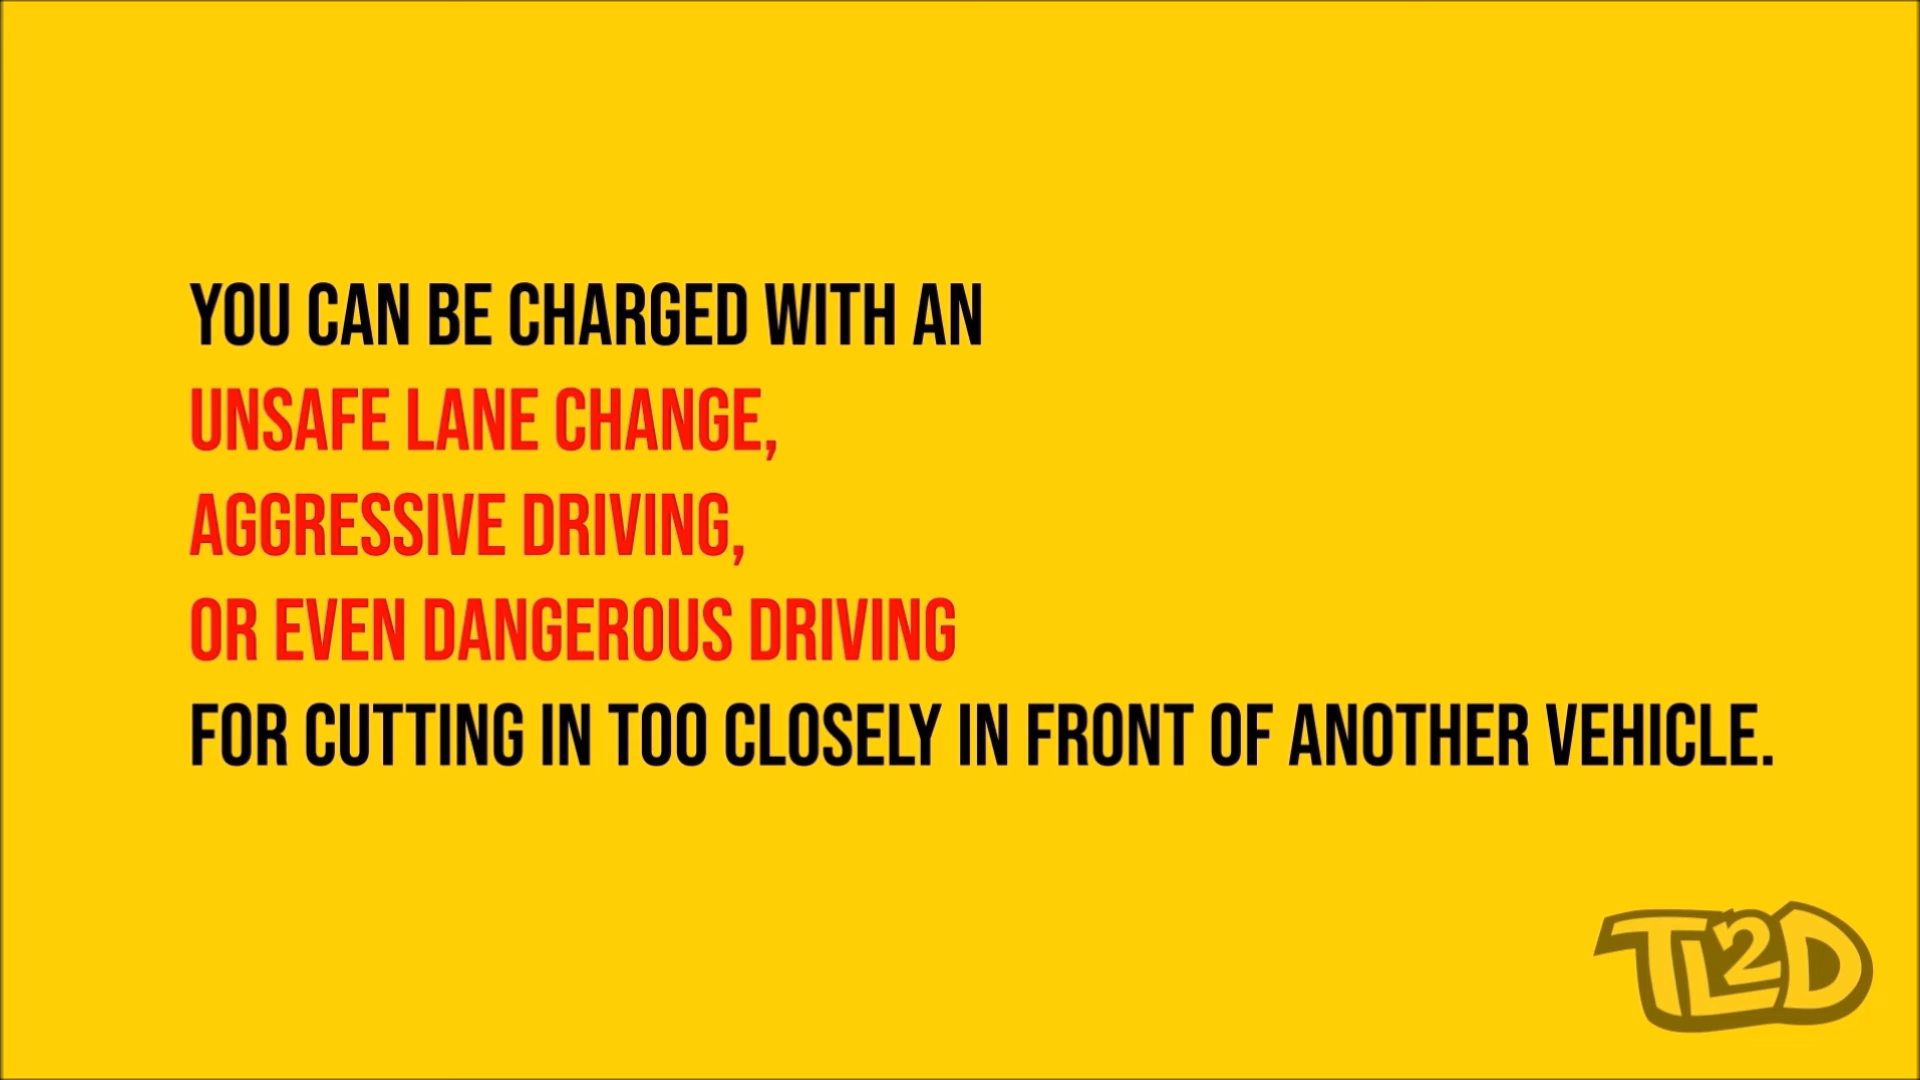 YOU CAN BE CHARGED WITH AN
UNSAFE LANE CHANGE,
AGGRESSIVE DRIVING,
OR EVEN DANGEROUS DRIVING
FOR CUTTING IN TOO CLOSELY IN FRONT OF ANOTHER VEHICLE.
TL2D